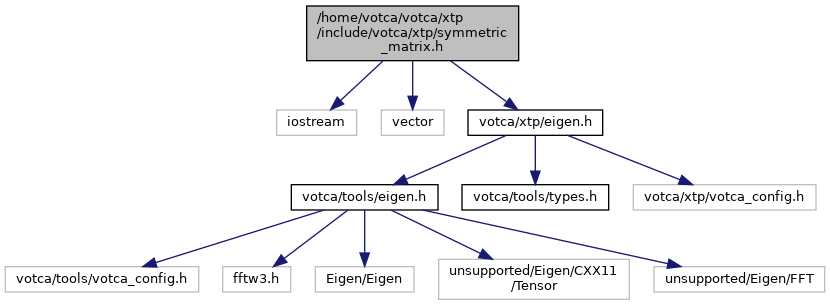 /home/votca/votca/xtp
/include/votca/xtp/symmetric
_matrix.h
iostream
vector
votca/xtp/eigen.h
votca/tools/eigen.h
votca/tools/types.h
votca/xtp/votca_config.h
votca/tools/votca_config.h
fftw3.h
Eigen/Eigen
unsupported/Eigen/CXX11
/Tensor
unsupported/Eigen/FFT